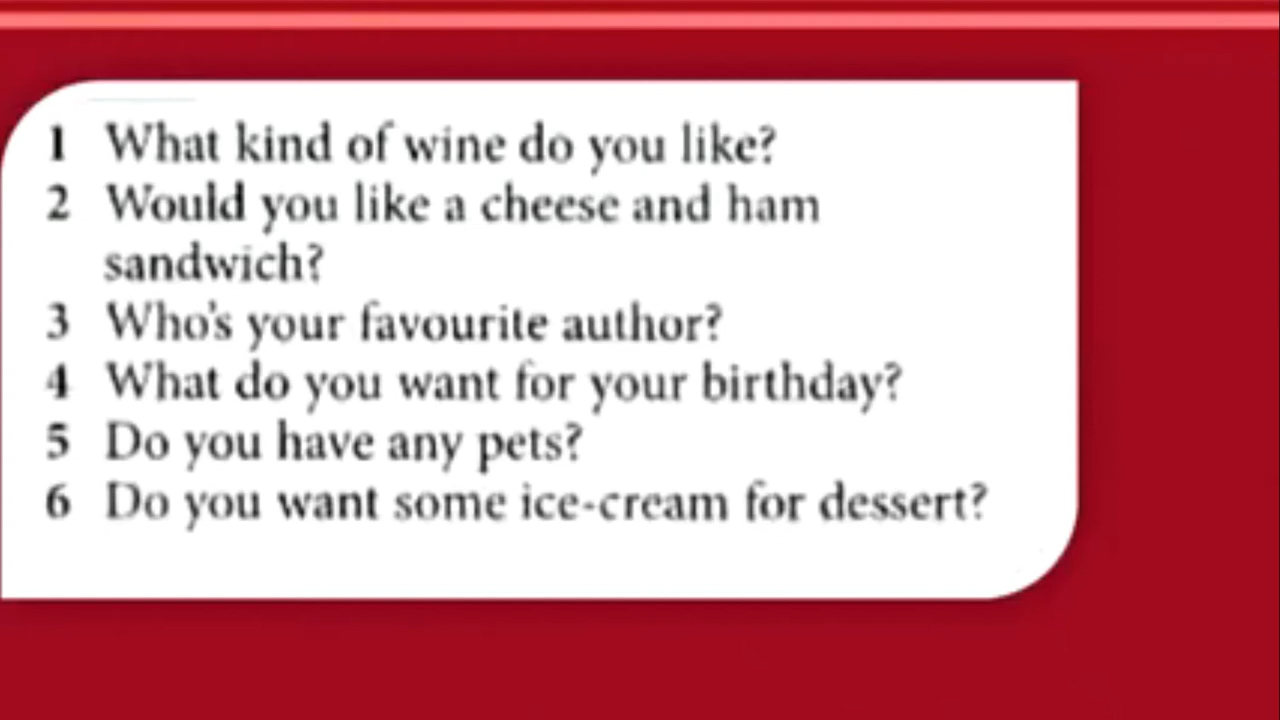 1 What kind of wine do you like?
2 Would you like a cheese and ham
sandwich?
3 Who's your favourite author?
4 What do you want for your birthday?
5 Do you have any pets?
6 Do you want some ice-cream for dessert?